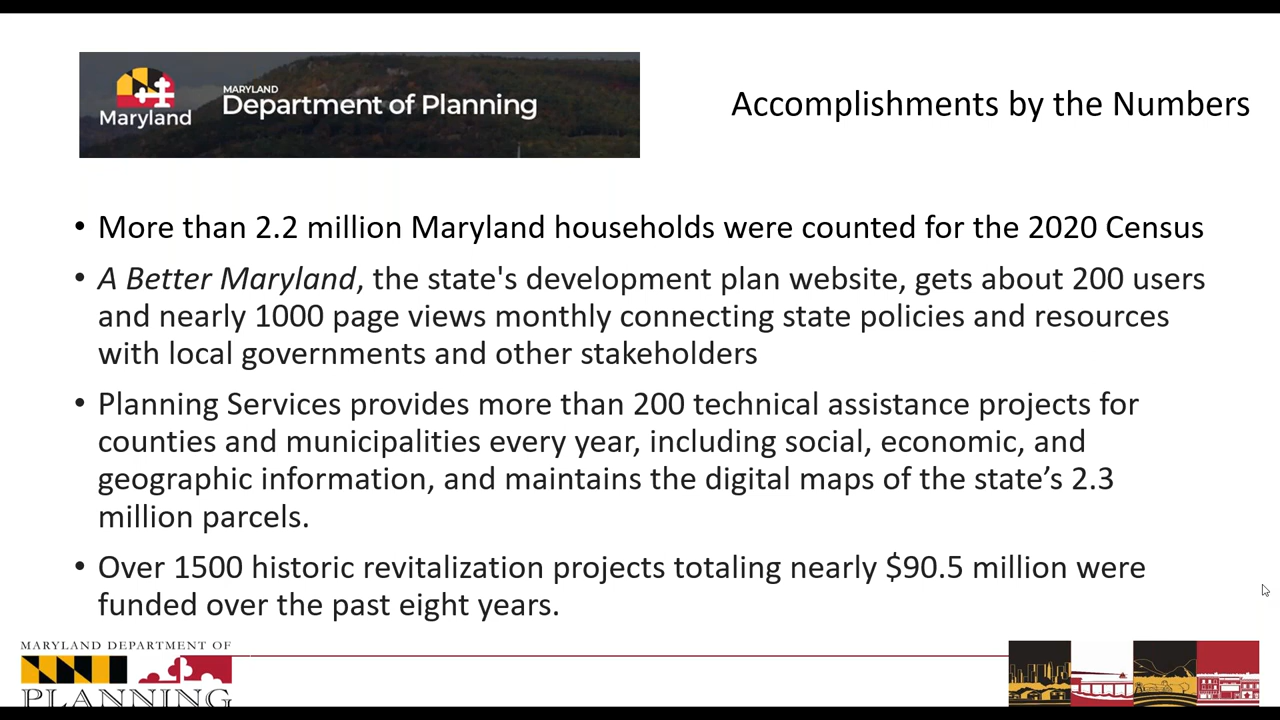 Maryland
MARYLAND
Department of Planning
Accomplishments by the Numbers
• More than 2.2 million Maryland households were counted for the 2020 Census
• A Better Maryland, the state's development plan website, gets about 200 users
and nearly 1000 page views monthly connecting state policies and resources
with local governments and other stakeholders
• Planning Services provides more than 200 technical assistance projects for
counties and municipalities every year, including social, economic, and
geographic information, and maintains the digital maps of the state’s 2.3
million parcels.
• Over 1500 historic revitalization projects totaling nearly $90.5 million were
funded over the past eight years.
MARYLAND DEPARTMENT OF
PLANNING